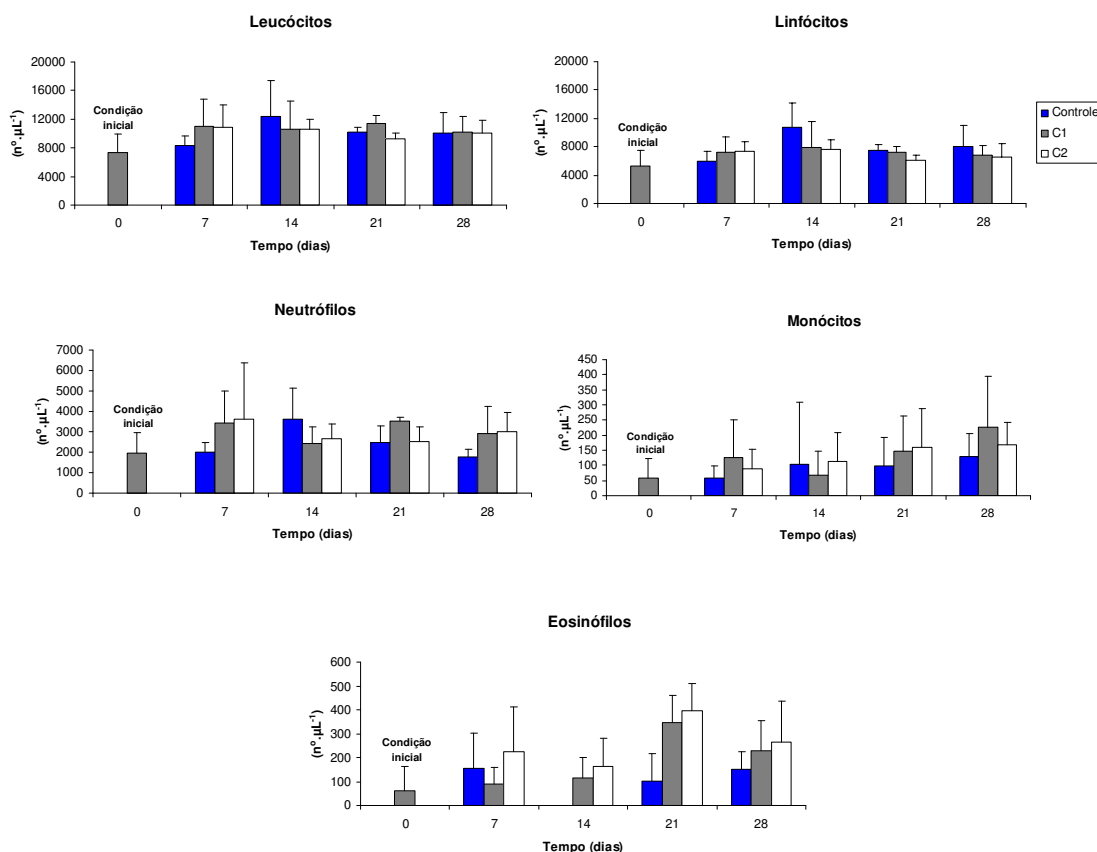 Leucócitos
(nº.µL⁻¹)
20000
16000
12000
8000
4000
0
Condição
inicial
0 7 14 21 28
Tempo (dias)
Linfócitos
(nº.µL⁻¹)
20000
16000
12000
8000
4000
0
Condição
inicial
0 7 14 21 28
Tempo (dias)
Controle
C1
C2
Neutrófilos
(nº.µL⁻¹)
7000
6000
5000
4000
3000
2000
1000
0
Condição
inicial
0 7 14 21 28
Tempo (dias)
Monócitos
(nº.µL⁻¹)
450
400
350
300
250
200
150
100
50
0
Condição
inicial
0 7 14 21 28
Tempo (dias)
Eosinófilos
(nº.µL⁻¹)
600
500
400
300
200
100
0
Condição
inicial
0 7 14 21 28
Tempo (dias)